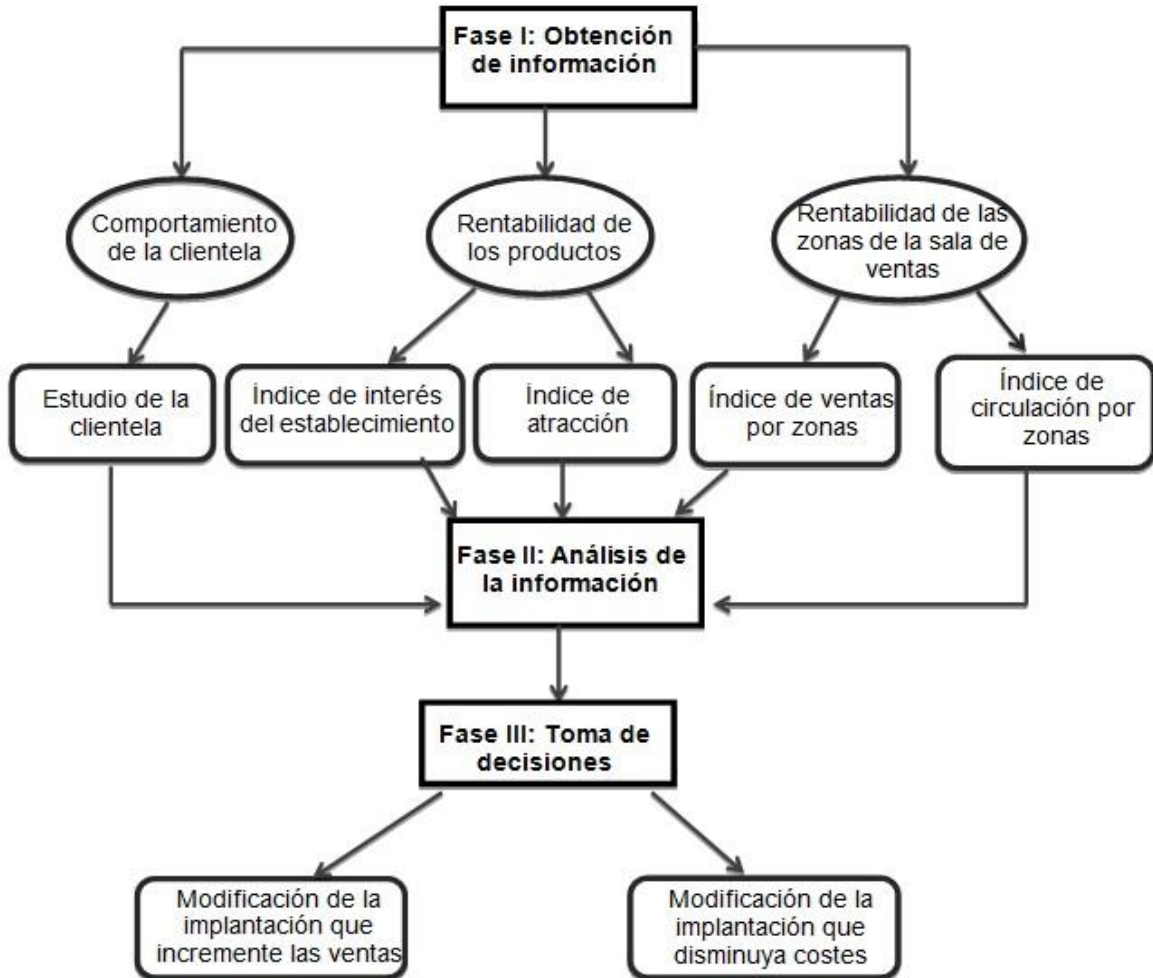 Fase I: Obtención
de información
Comportamiento
de la clientela
Rentabilidad de
los productos
Rentabilidad de las
zonas de la sala de
ventas
Estudio de la
clientela
Índice de interés
del establecimiento
Índice de
atracción
Índice de ventas
por zonas
Índice de
circulación por
zonas
Fase II: Análisis de
la información
Fase III: Toma de
decisiones
Modificación de la
implantación que
incremente las ventas
Modificación de la
implantación que
disminuya costes